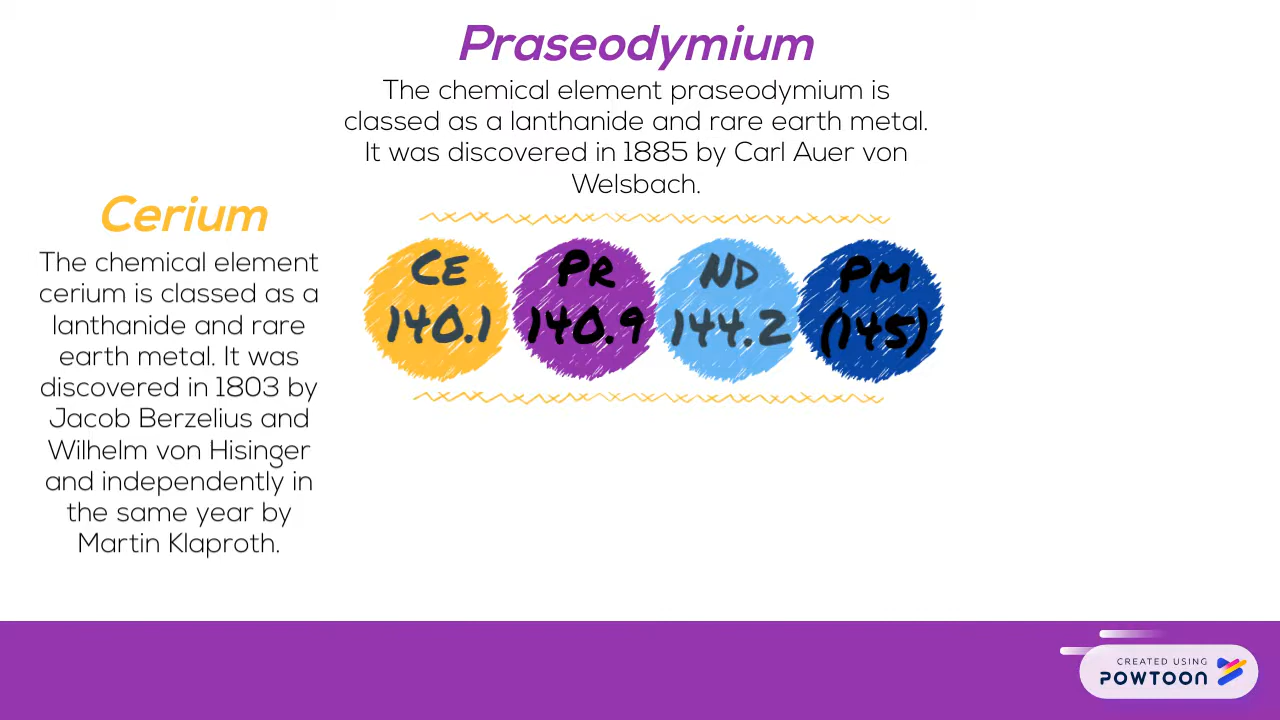 Praseodymium
The chemical element praseodymium is
classed as a lanthanide and rare earth metal.
It was discovered in 1885 by Carl Auer von
Welsbach.
Cerium
The chemical element
cerium is classed as a
lanthanide and rare
earth metal. It was
discovered in 1803 by
Jacob Berzelius and
Wilhelm von Hisinger
and independently in
the same year by
Martin Klaproth.
Ce Pr Nd Pm
140.1 140.9 144.2 (145)
CREATED USING
POWTOON